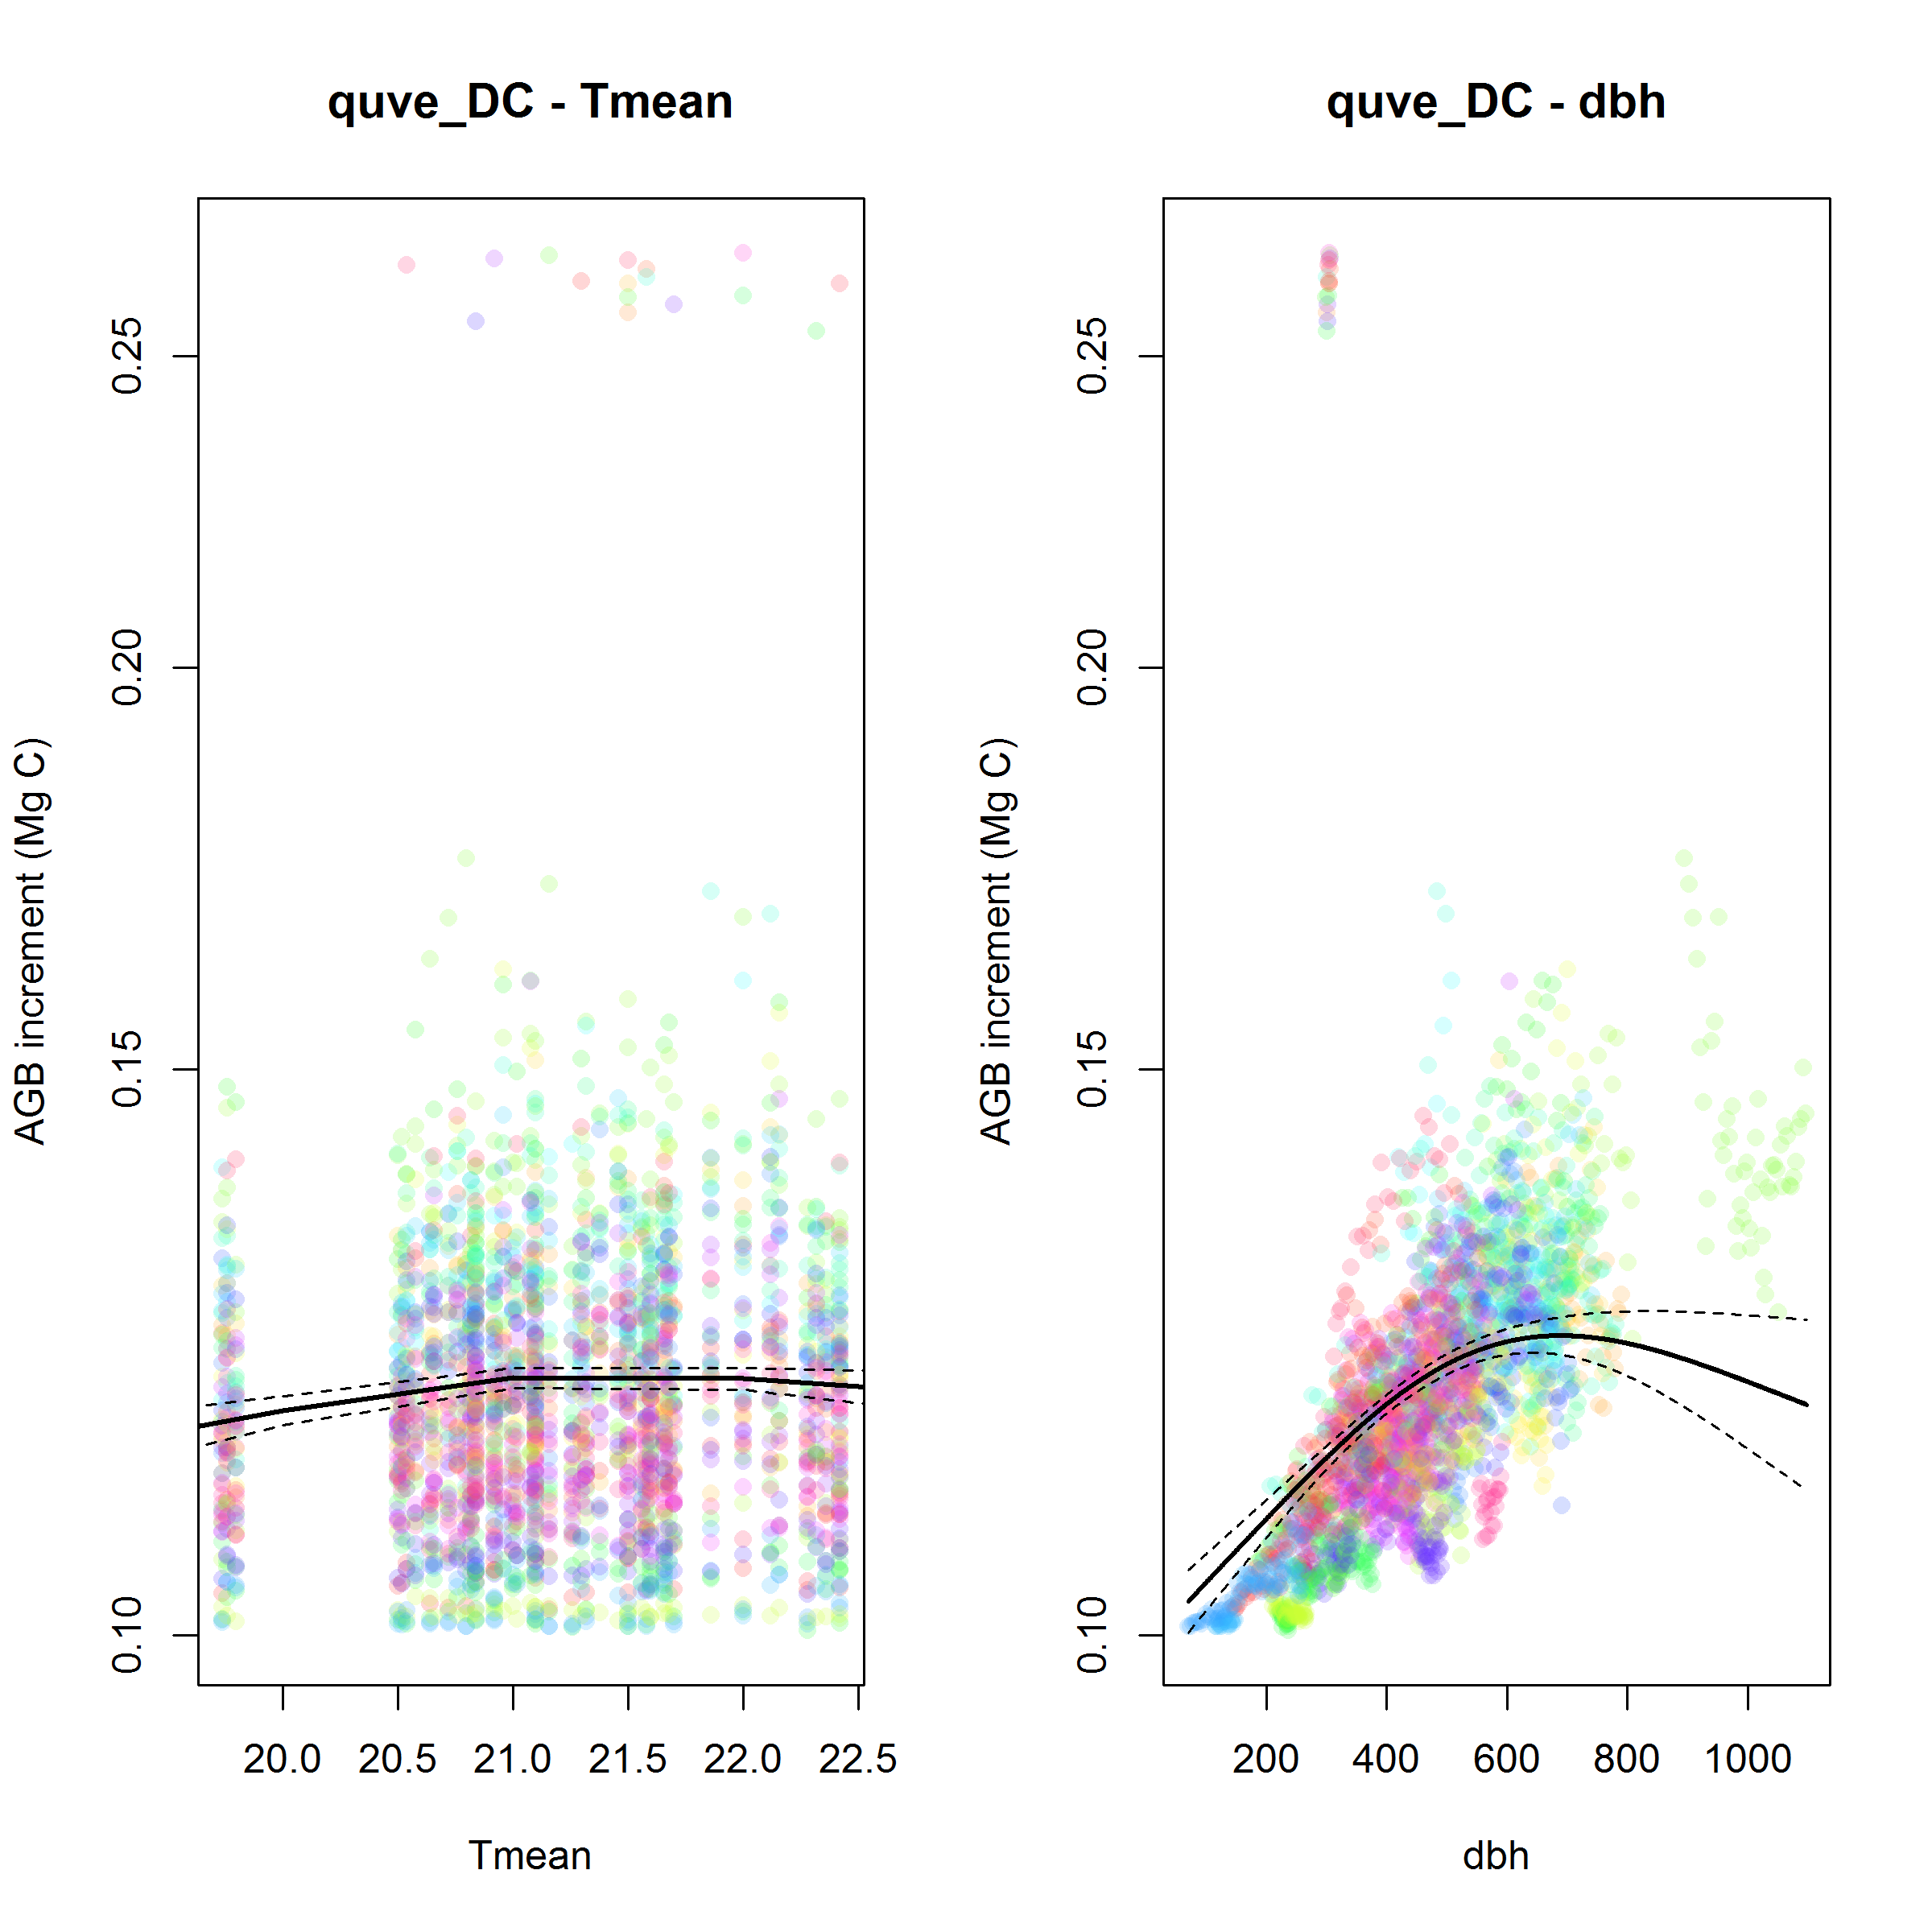 quve_DC - Tmean
AGB increment (Mg C)
0.25
0.20
0.15
0.10
20.0 20.5 21.0 21.5 22.0 22.5
Tmean
quve_DC - dbh
AGB increment (Mg C)
0.25
0.20
0.15
0.10
200 400 600 800 1000
dbh